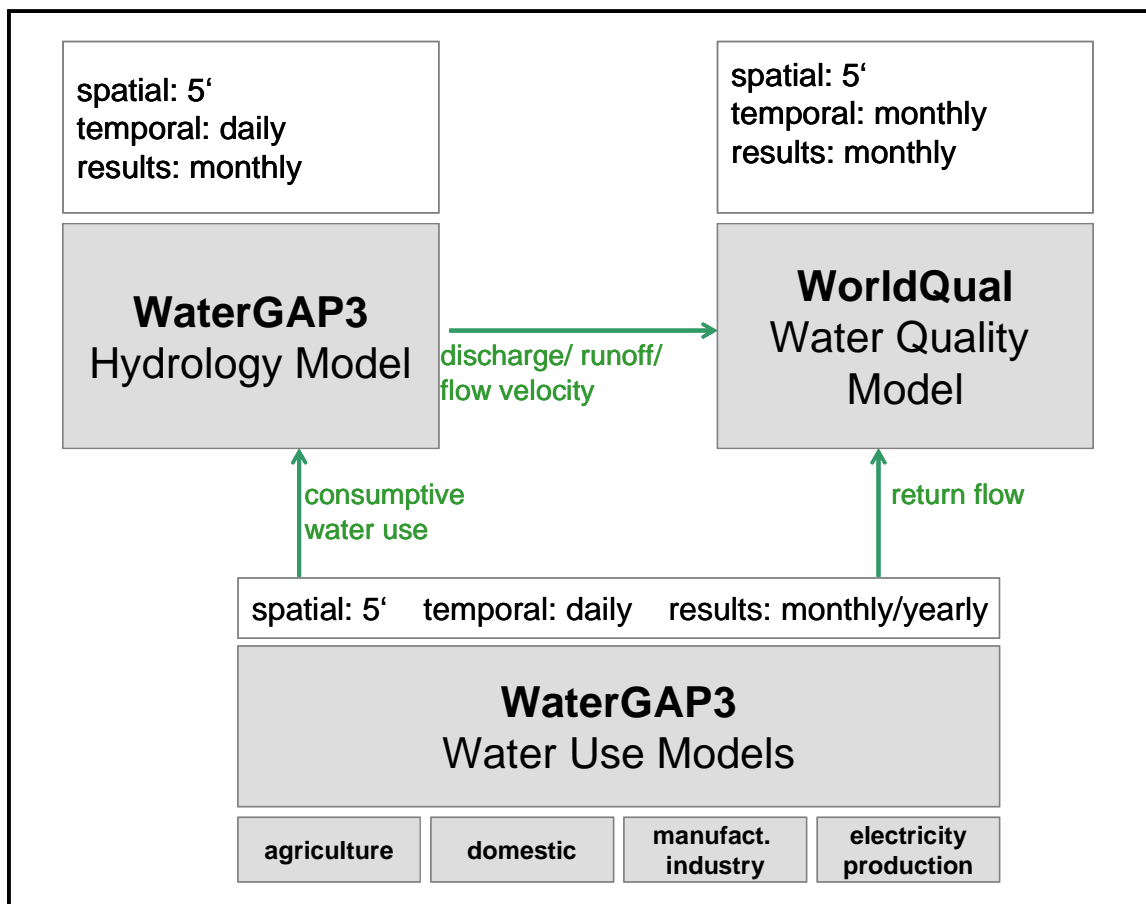 spatial: 5‘
temporal: daily
results: monthly
spatial: 5‘
temporal: monthly
results: monthly
WaterGAP3
Hydrology Model
discharge/ runoff/
flow velocity
WorldQual
Water Quality
Model
consumptive
water use
return flow
spatial: 5‘ temporal: daily results: monthly/yearly
WaterGAP3
Water Use Models
agriculture
domestic
manufact.
industry
electricity
production